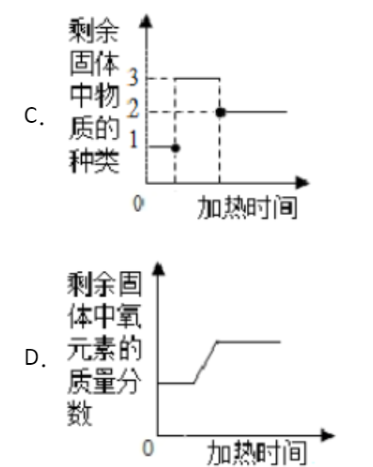 C.
剩余
固体
中物
质的
种类
3
2
1
0
加热时间
D.
剩余固
体中氧
元素的
质量分
数
0
加热时间